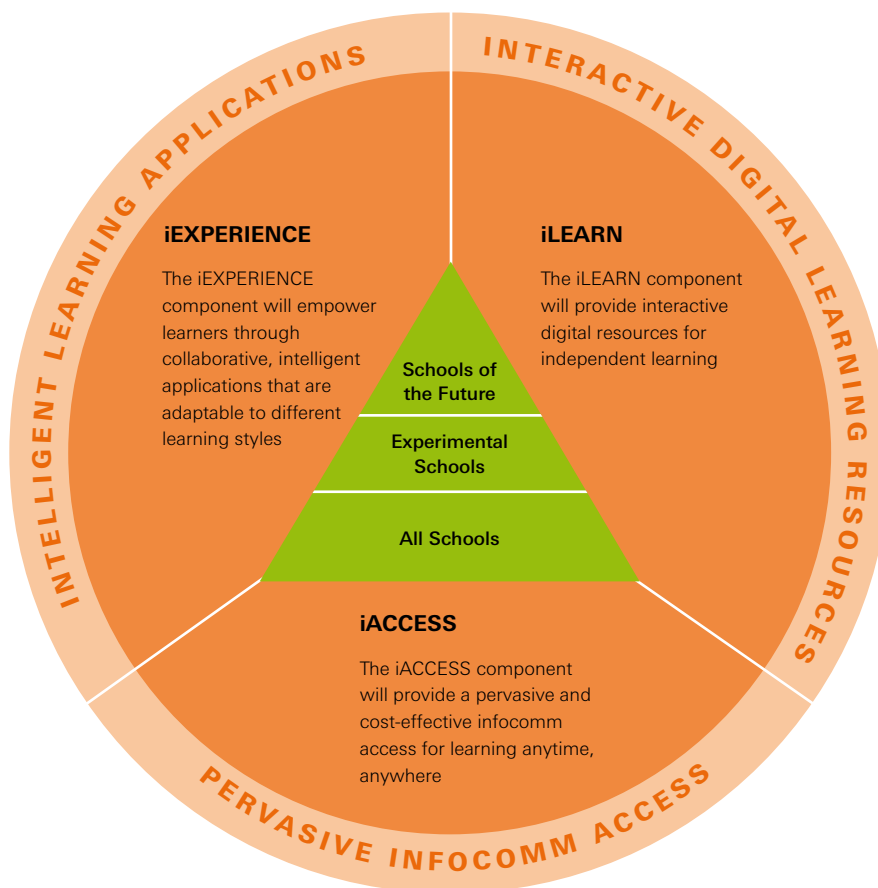 INTELLIGENT LEARNING APPLICATIONS
INTERACTIVE DIGITAL LEARNING RESOURCES
iEXPERIENCE
The iEXPERIENCE
component will empower
learners through
collaborative, intelligent
applications that are
adaptable to different
learning styles
iLEARN
The iLEARN component
will provide interactive
digital resources for
independent learning
Schools of
the Future
Experimental
Schools
All Schools
iACCESS
The iACCESS component
will provide a pervasive and
cost-effective infocomm
access for learning anytime,
anywhere
PERVASIVE INFOCOMM ACCESS